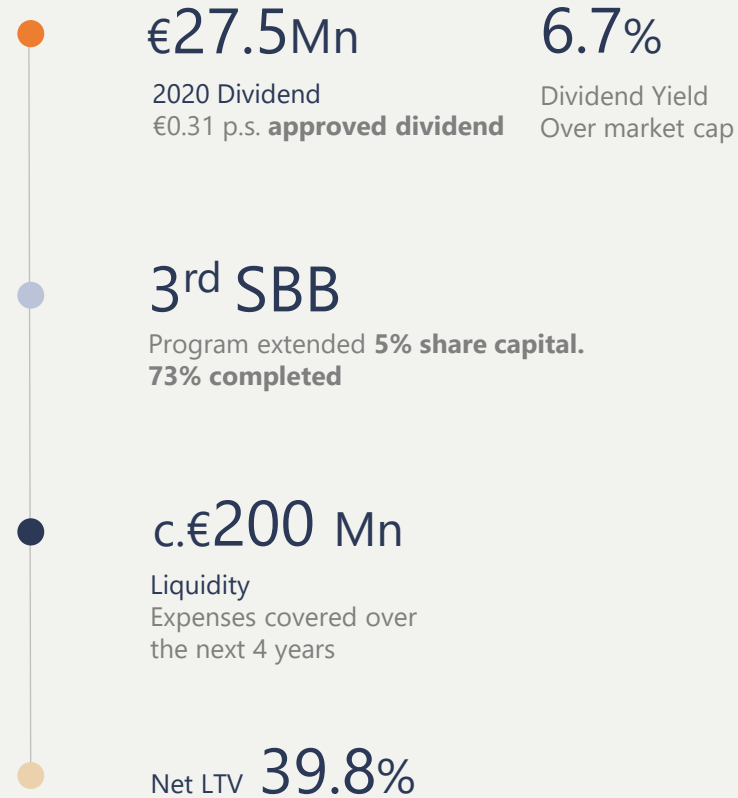 €27.5Mn
2020 Dividend
€0.31 p.s. approved dividend
6.7%
Dividend Yield
Over market cap
3rd SBB
Program extended 5% share capital.
73% completed
c.€200 Mn
Liquidity
Expenses covered over
the next 4 years
Net LTV 39.8%